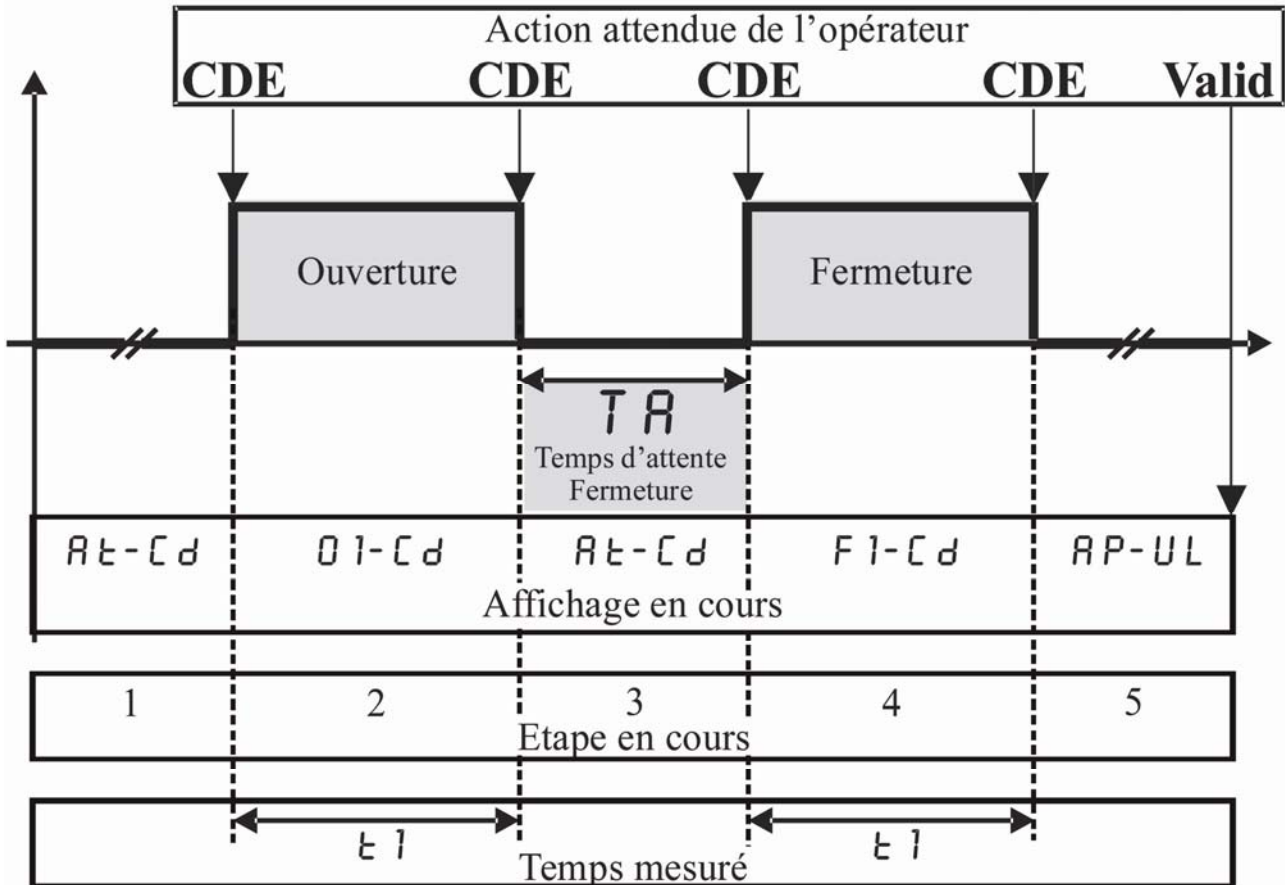 Action attendue de l’opérateur
CDE CDE CDE CDE Valid
Ouverture Fermeture
TA
Temps d’attente
Fermeture
At-Cd O1-Cd At-Cd F1-Cd AP-UL
Affichage en cours
1 2 3 4 5
Etape en cours
t1 t1
Temps mesuré